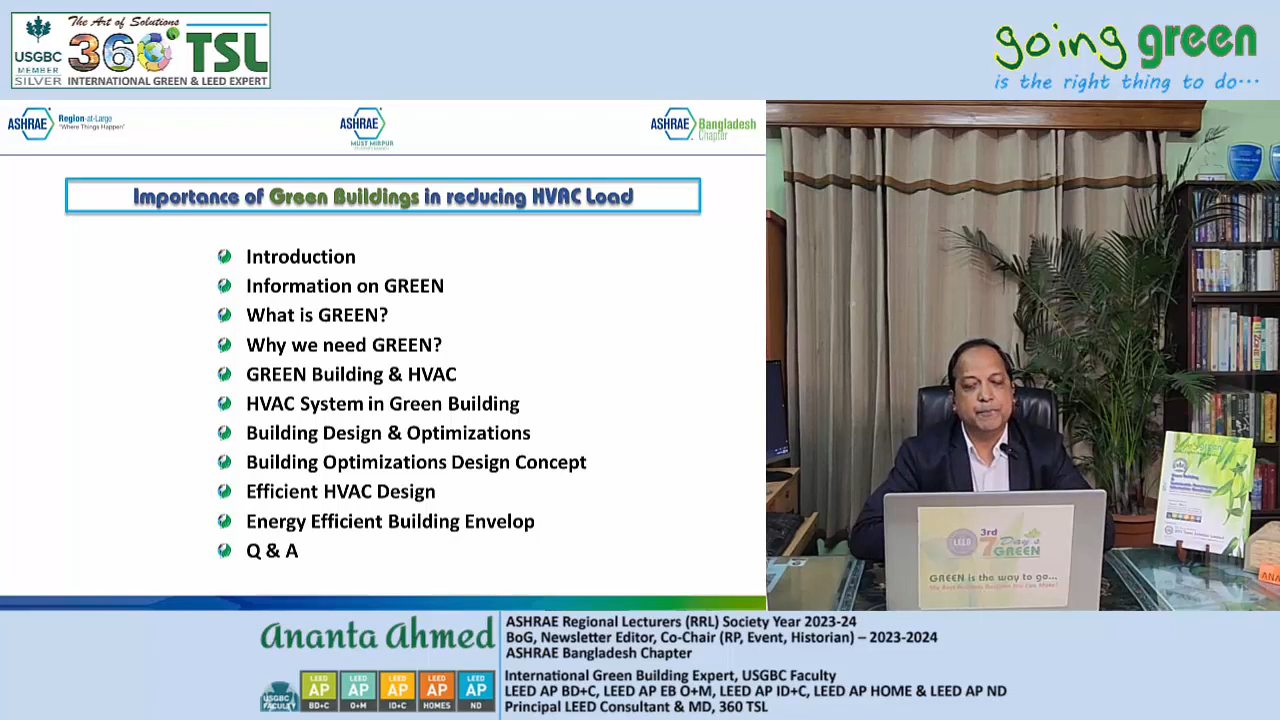 The Art of Solutions
USGBC
MEMBER
SILVER
360° TSL
INTERNATIONAL GREEN & LEED EXPERT
going green
is the right thing to do...
ASHRAE Region-at-Large
"Where Things Happen"
ASHRAE
MUST MIRPUR
ASHRAE Bangladesh
Chapter
Importance of Green Buildings in reducing HVAC Load
Introduction
Information on GREEN
What is GREEN?
Why we need GREEN?
GREEN Building & HVAC
HVAC System in Green Building
Building Design & Optimizations
Building Optimizations Design Concept
Efficient HVAC Design
Energy Efficient Building Envelop
Q & A
LEED
3rd
7 Day's
GREEN
GREEN is the way to go...
Ananta Ahmed
USGBC
FACULTY
LEED AP BD+C
LEED AP O+M
LEED AP ID+C
LEED AP HOMES
LEED AP ND
ASHRAE Regional Lecturers (RRL) Society Year 2023-24
BoG, Newsletter Editor, Co-Chair (RP, Event, Historian) – 2023-2024
ASHRAE Bangladesh Chapter
International Green Building Expert, USGBC Faculty
LEED AP BD+C, LEED AP EB O+M, LEED AP ID+C, LEED AP HOME & LEED AP ND
Principal LEED Consultant & MD, 360 TSL